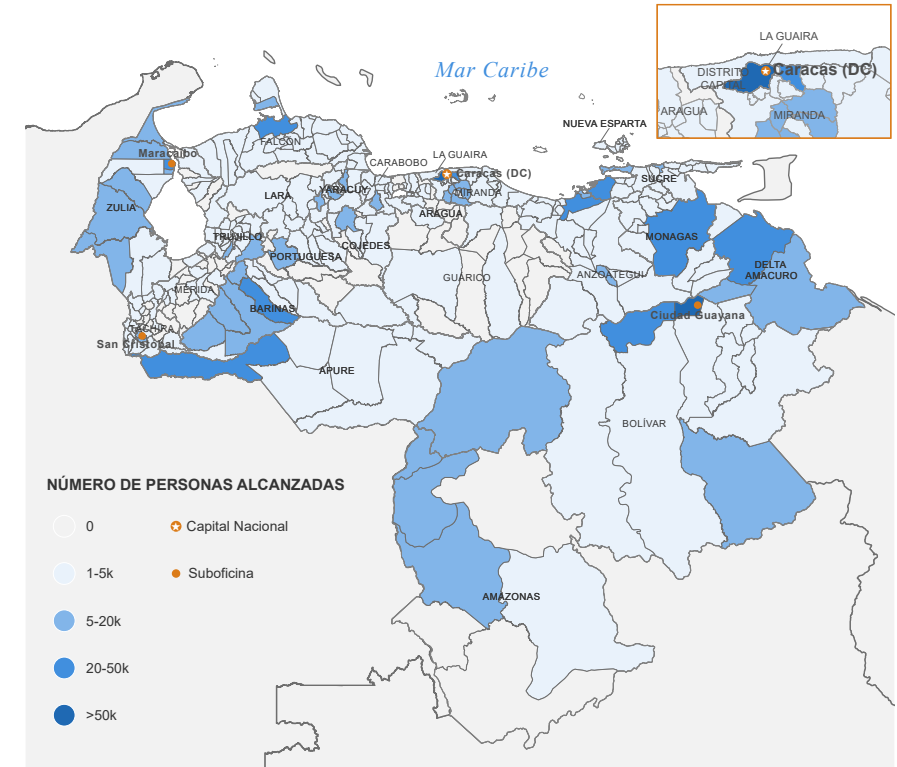 LA GUAIRA
Caracas (DC)
DISTRITO
CAPITAL
ARAGUA
MIRANDA
Mar Caribe
NUEVA ESPARTA
FALCÓN
Maracaibo
CARABOBO
LA GUAIRA
Caracas (DC)
SUCRE
ZULIA
LARA
YARACUY
MIRANDA
ARAGUA
TRUJILLO
COJEDES
MONAGAS
PORTUGUESA
GUÁRICO
ANZOÁTEGUI
DELTA
AMACURO
MÉRIDA
BARINAS
Ciudad Guayana
TÁCHIRA
San Cristóbal
APURE
BOLÍVAR
AMAZONAS
NÚMERO DE PERSONAS ALCANZADAS
0
Capital Nacional
1-5k
Suboficina
5-20k
20-50k
>50k